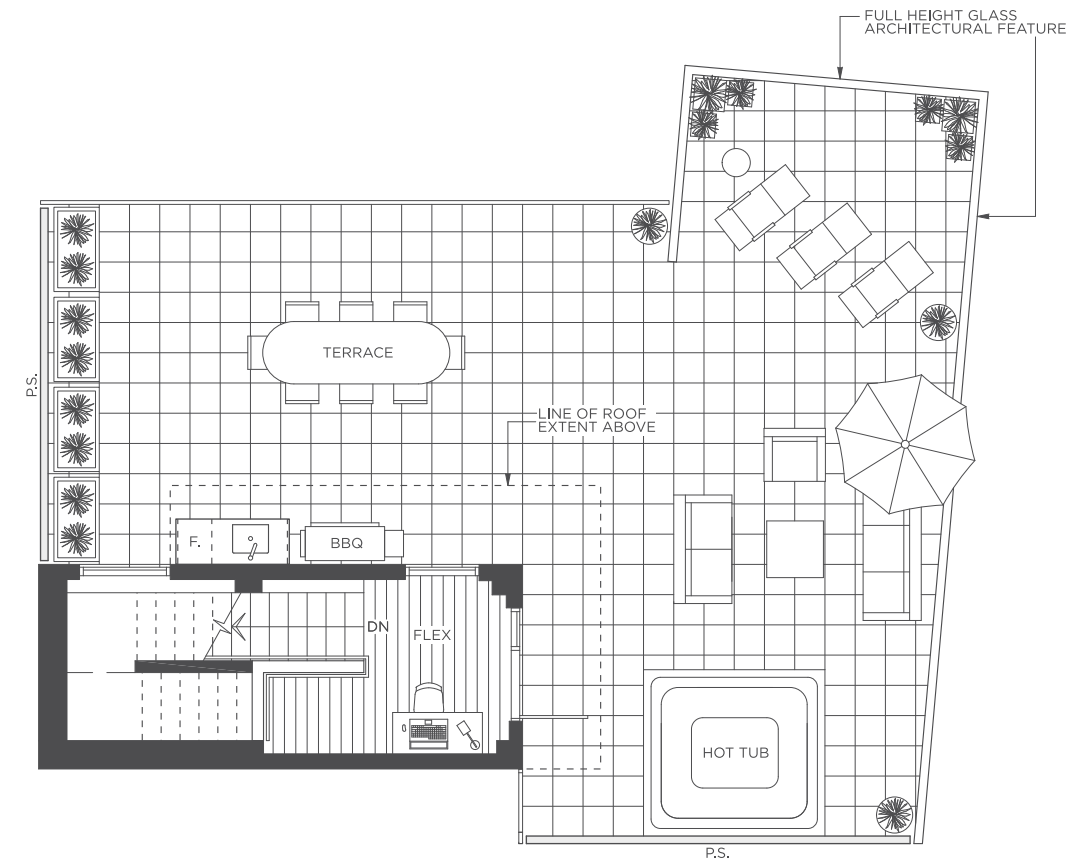 FULL HEIGHT GLASS
ARCHITECTURAL FEATURE
TERRACE
P.S.
LINE OF ROOF
EXTENT ABOVE
F.
BBQ
DN
FLEX
HOT TUB
P.S.